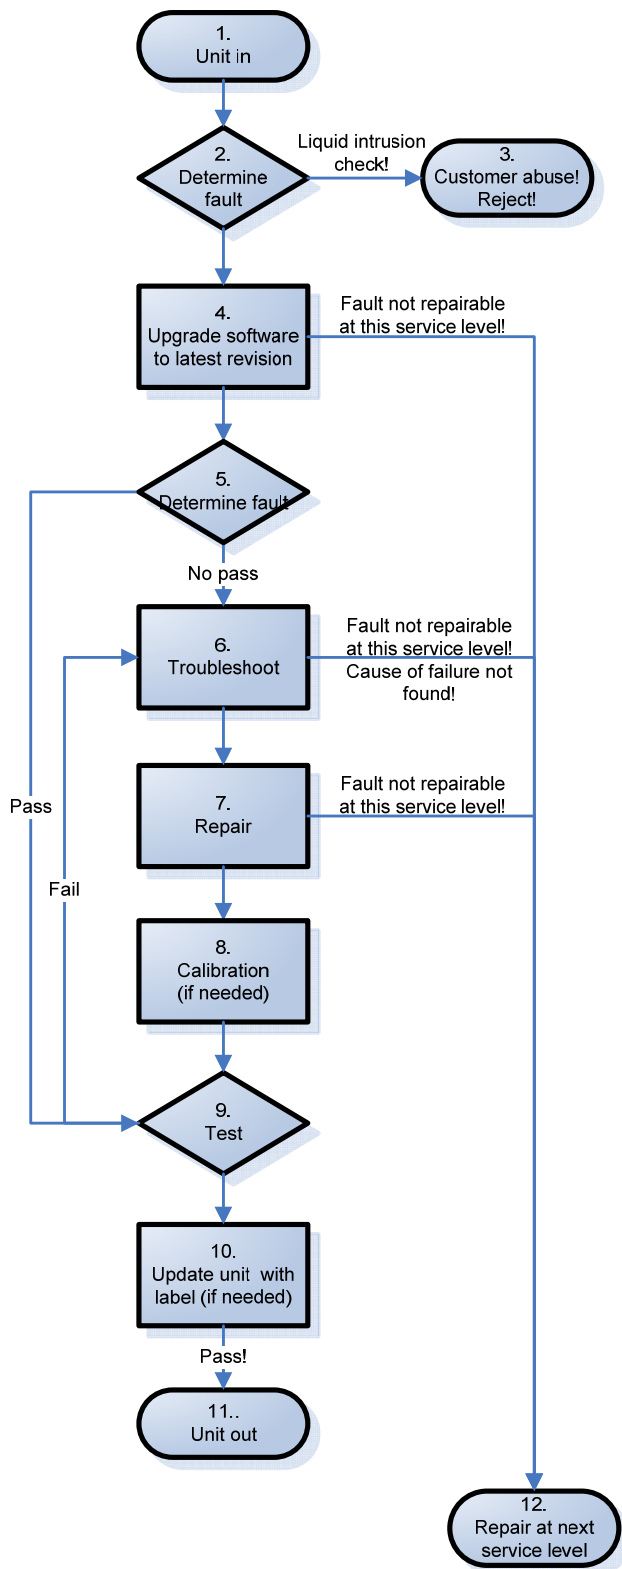 1.
Unit in
2.
Determine
fault
Liquid intrusion
check!
3.
Customer abuse!
Reject!
4.
Upgrade software
to latest revision
Fault not repairable
at this service level!
5.
Determine fault
No pass
6.
Troubleshoot
Fault not repairable
at this service level!
Cause of failure not
found!
7.
Repair
Fault not repairable
at this service level!
Pass
Fail
8.
Calibration
(if needed)
9.
Test
10.
Update unit with
label (if needed)
Pass!
11..
Unit out
12.
Repair at next
service level